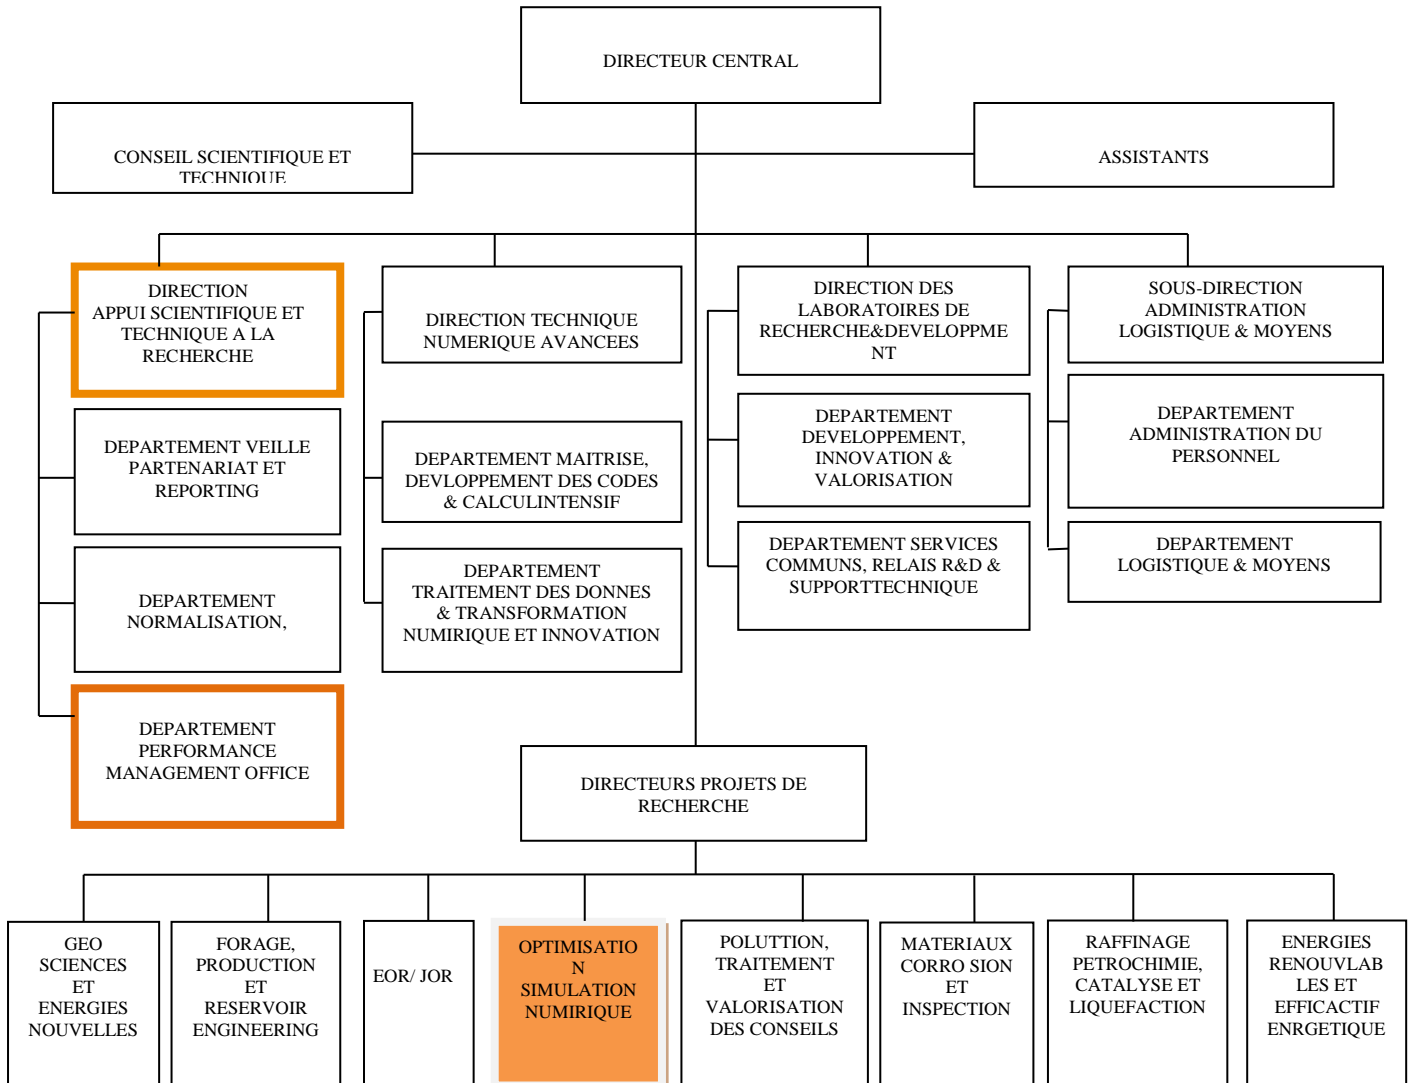 DIRECTEUR CENTRAL
CONSEIL SCIENTIFIQUE ET
TECHNIQUE
ASSISTANTS
DIRECTION
APPUI SCIENTIFIQUE ET
TECHNIQUE A LA
RECHERCHE
DIRECTION TECHNIQUE
NUMERIQUE AVANCEES
DIRECTION DES
LABORATOIRES DE
RECHERCHE&DEVELOPPME
NT
SOUS-DIRECTION
ADMINISTRATION
LOGISTIQUE & MOYENS
DEPARTEMENT VEILLE
PARTENARIAT ET
REPORTING
DEPARTEMENT MAITRISE,
DEVLOPPEMENT DES CODES
& CALCULINTENSIF
DEPARTEMENT
DEVELOPPEMENT,
INNOVATION &
VALORISATION
DEPARTEMENT
ADMINISTRATION DU
PERSONNEL
DEPARTEMENT
NORMALISATION,
DEPARTEMENT
TRAITEMENT DES DONNES
& TRANSFORMATION
NUMIRIQUE ET INNOVATION
DEPARTEMENT SERVICES
COMMUNS, RELAIS R&D &
SUPPORTTECHNIQUE
DEPARTEMENT
LOGISTIQUE & MOYENS
DEPARTEMENT
PERFORMANCE
MANAGEMENT OFFICE
DIRECTEURS PROJETS DE
RECHERCHE
GEO
SCIENCES
ET
ENERGIES
NOUVELLES
FORAGE,
PRODUCTION
ET
RESERVOIR
ENGINEERING
EOR/ JOR
OPTIMISATIO
N
SIMULATION
NUMIRIQUE
POLUTTION,
TRAITEMENT
ET
VALORISATION
DES CONSEILS
MATERIAUX
CORRO SION
ET
INSPECTION
RAFFINAGE
PETROCHIMIE,
CATALYSE ET
LIQUEFACTION
ENERGIES
RENOUVLAB
LES ET
EFFICACTIF
ENRGETIQUE